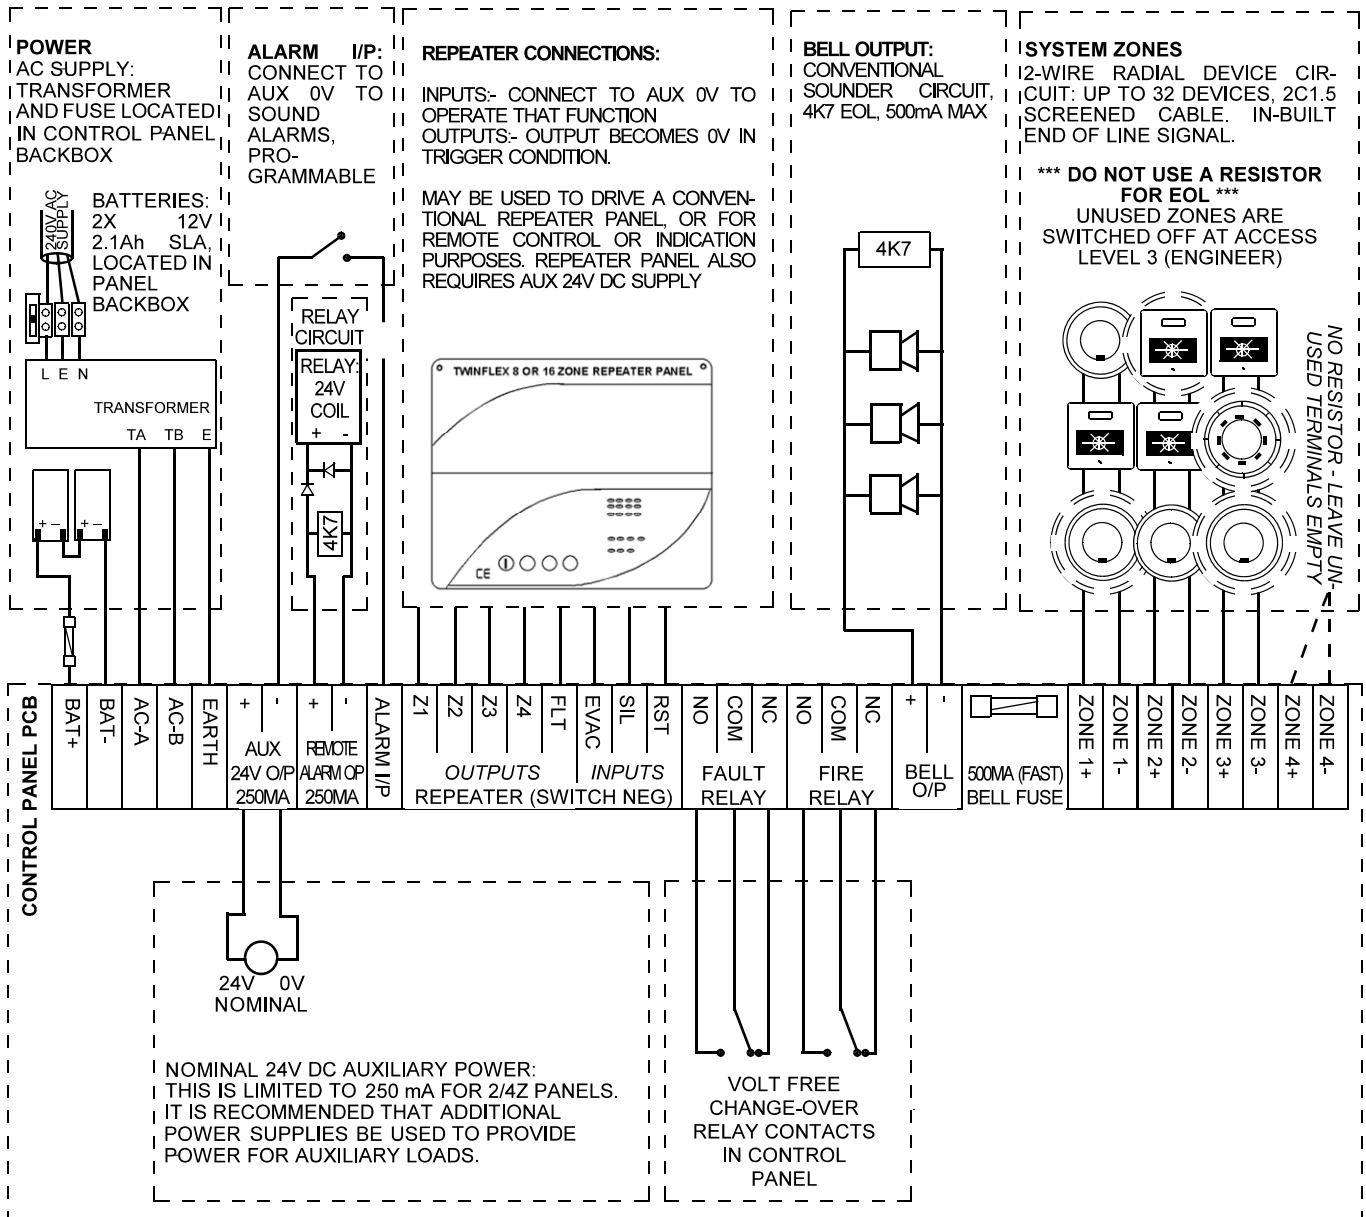 POWER
AC SUPPLY:
TRANSFORMER
AND FUSE LOCATED
IN CONTROL PANEL
BACKBOX
240V AC
SUPPLY
BATTERIES:
2X 12V
2.1Ah SLA,
LOCATED IN
PANEL
BACKBOX
L E N
TRANSFORMER
TA TB E
+ − + −
ALARM I/P:
CONNECT TO
AUX 0V TO
SOUND
ALARMS,
PRO-
GRAMMABLE
RELAY
CIRCUIT
RELAY:
24V
COIL
+ -
4K7
REPEATER CONNECTIONS:
INPUTS:- CONNECT TO AUX 0V TO
OPERATE THAT FUNCTION
OUTPUTS:- OUTPUT BECOMES 0V IN
TRIGGER CONDITION.
MAY BE USED TO DRIVE A CONVEN-
TIONAL REPEATER PANEL, OR FOR
REMOTE CONTROL OR INDICATION
PURPOSES. REPEATER PANEL ALSO
REQUIRES AUX 24V DC SUPPLY
TWINFLEX 8 OR 16 ZONE REPEATER PANEL
CE
BELL OUTPUT:
CONVENTIONAL
SOUNDER CIRCUIT,
4K7 EOL, 500mA MAX
4K7
SYSTEM ZONES
2-WIRE RADIAL DEVICE CIR-
CUIT: UP TO 32 DEVICES, 2C1.5
SCREENED CABLE. IN-BUILT
END OF LINE SIGNAL.
*** DO NOT USE A RESISTOR
FOR EOL ***
UNUSED ZONES ARE
SWITCHED OFF AT ACCESS
LEVEL 3 (ENGINEER)
NO RESISTOR - LEAVE UN-
USED TERMINALS EMPTY
CONTROL PANEL PCB
BAT+
BAT-
AC-A
AC-B
EARTH
+ -
AUX
24V O/P
250MA
+ -
REMOTE
ALARM OP
250MA
ALARM I/P
Z1
Z2
Z3
Z4
FLT
EVAC
SIL
RST
OUTPUTS INPUTS
REPEATER (SWITCH NEG)
NO
COM
NC
FAULT
RELAY
NO
COM
NC
FIRE
RELAY
+ -
BELL
O/P
500MA (FAST)
BELL FUSE
ZONE 1+
ZONE 1-
ZONE 2+
ZONE 2-
ZONE 3+
ZONE 3-
ZONE 4+
ZONE 4-
24V 0V
NOMINAL
NOMINAL 24V DC AUXILIARY POWER:
THIS IS LIMITED TO 250 mA FOR 2/4Z PANELS.
IT IS RECOMMENDED THAT ADDITIONAL
POWER SUPPLIES BE USED TO PROVIDE
POWER FOR AUXILIARY LOADS.
VOLT FREE
CHANGE-OVER
RELAY CONTACTS
IN CONTROL
PANEL